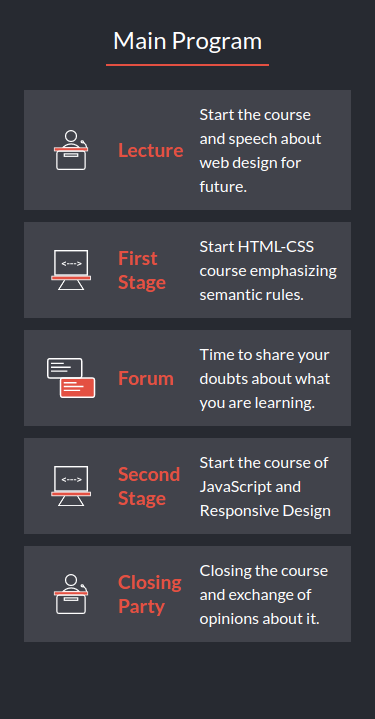 Main Program
Lecture
Start the course
and speech about
web design for
future.
<--->
First
Stage
Start HTML-CSS
course emphasizing
semantic rules.
Forum
Time to share your
doubts about what
you are learning.
<--->
Second
Stage
Start the course of
JavaScript and
Responsive Design
Closing
Party
Closing the course
and exchange of
opinions about it.